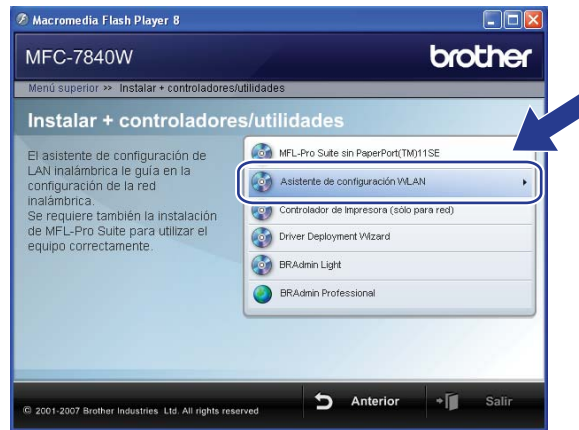 Macromedia Flash Player 8
MFC-7840W
brother
Menú superior >> Instalar + controladores/utilidades
Instalar + controladores/utilidades
El asistente de configuración de
LAN inalámbrica le guía en la
configuración de la red
inalámbrica.
Se requiere también la instalación
de MFL-Pro Suite para utilizar el
equipo correctamente.
MFL-Pro Suite sin PaperPort(TM)11SE
Asistente de configuración WLAN
Controlador de Impresora (sólo para red)
Driver Deployment Wizard
BRAdmin Light
BRAdmin Professional
© 2001-2007 Brother Industries Ltd. All rights reserved
Anterior
Salir